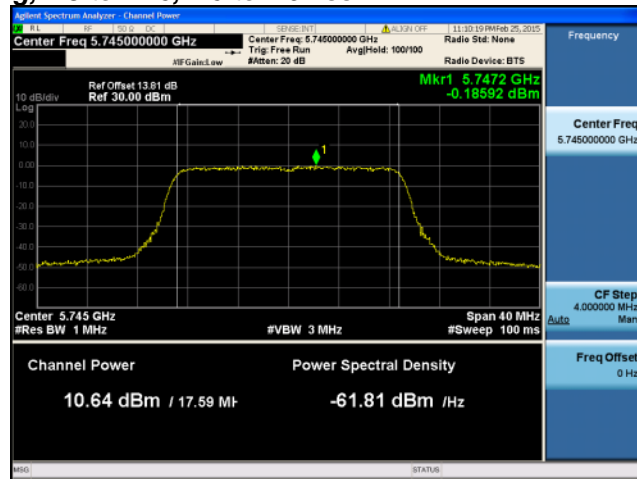 Agilent Spectrum Analyzer - Channel Power
RL RF 50 Ω DC SENSE:INT ALIGN OFF 11:10:19 PM Feb 25, 2015
Center Freq 5.745000000 GHz
Center Freq: 5.745000000 GHz
Radio Std: None
Trig: Free Run Avg|Hold: 100/100
#IFGain:Low #Atten: 20 dB Radio Device: BTS
Frequency
Ref Offset 13.81 dB
Mkr1 5.7472 GHz
10 dB/div Ref 30.00 dBm -0.18592 dBm
Log
20.0
10.0
0.00
-10.0
-20.0
-30.0
-40.0
-50.0
-60.0
1
Center Freq
5.745000000 GHz
Center 5.745 GHz Span 40 MHz
#Res BW 1 MHz #VBW 3 MHz #Sweep 100 ms
CF Step
4.000000 MHz
Auto Man
Channel Power Power Spectral Density
10.64 dBm / 17.59 MH -61.81 dBm /Hz
Freq Offset
0 Hz
MSG STATUS